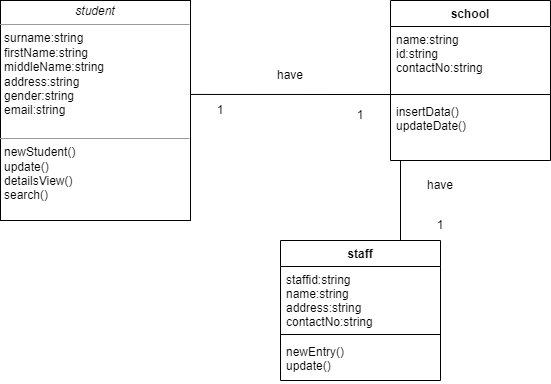 student
surname:string
firstName:string
middleName:string
address:string
gender:string
email:string
newStudent()
update()
detailsView()
search()
have
1
1
school
name:string
id:string
contactNo:string
insertData()
updateDate()
have
1
staff
staffid:string
name:string
address:string
contactNo:string
newEntry()
update()